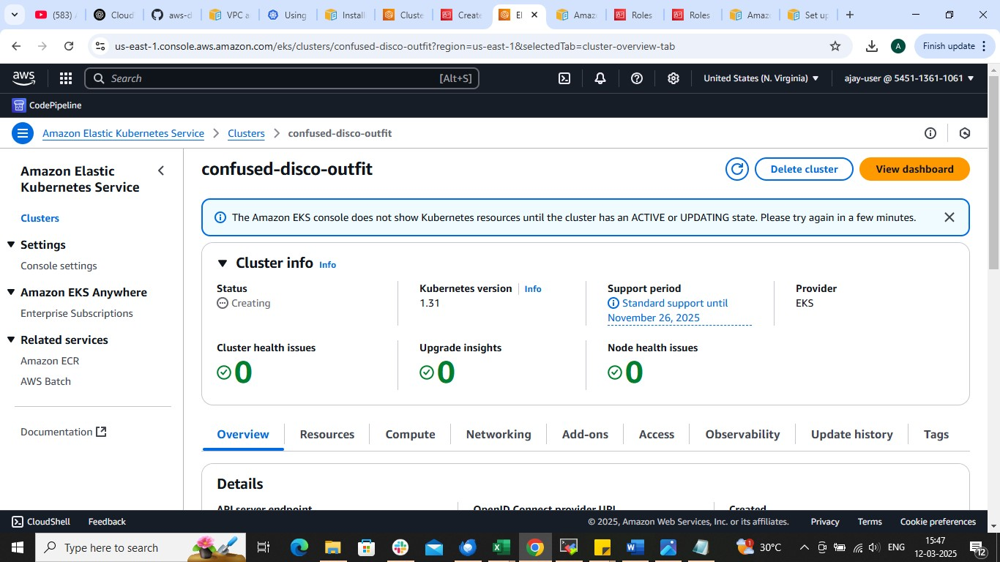 (583)
Cloud
aws-d
VPC a
Using
Install
Cluste
Create
El
Amaz
Roles
Roles
Amaz
Set up
us-east-1.console.aws.amazon.com/eks/clusters/confused-disco-outfit?region=us-east-1&selectedTab=cluster-overview-tab
A
Finish update
aws
Search
[Alt+S]
United States (N. Virginia)
ajay-user @ 5451-1361-1061
CodePipeline
Amazon Elastic Kubernetes Service
Clusters
confused-disco-outfit
Amazon Elastic
Kubernetes Service
Clusters
Settings
Console settings
Amazon EKS Anywhere
Enterprise Subscriptions
Related services
Amazon ECR
AWS Batch
Documentation
confused-disco-outfit
Delete cluster
View dashboard
The Amazon EKS console does not show Kubernetes resources until the cluster has an ACTIVE or UPDATING state. Please try again in a few minutes.
Cluster info Info
Status
Creating
Kubernetes version Info
1.31
Support period
Standard support until
November 26, 2025
Provider
EKS
Cluster health issues
0
Upgrade insights
0
Node health issues
0
Overview
Resources
Compute
Networking
Add-ons
Access
Observability
Update history
Tags
Details
API server endpoint
OpenID Connect provider URL
Created
CloudShell
Feedback
© 2025, Amazon Web Services, Inc. or its affiliates.
Privacy
Terms
Cookie preferences
Type here to search
1
30°C
ENG
15:47
12-03-2025
12